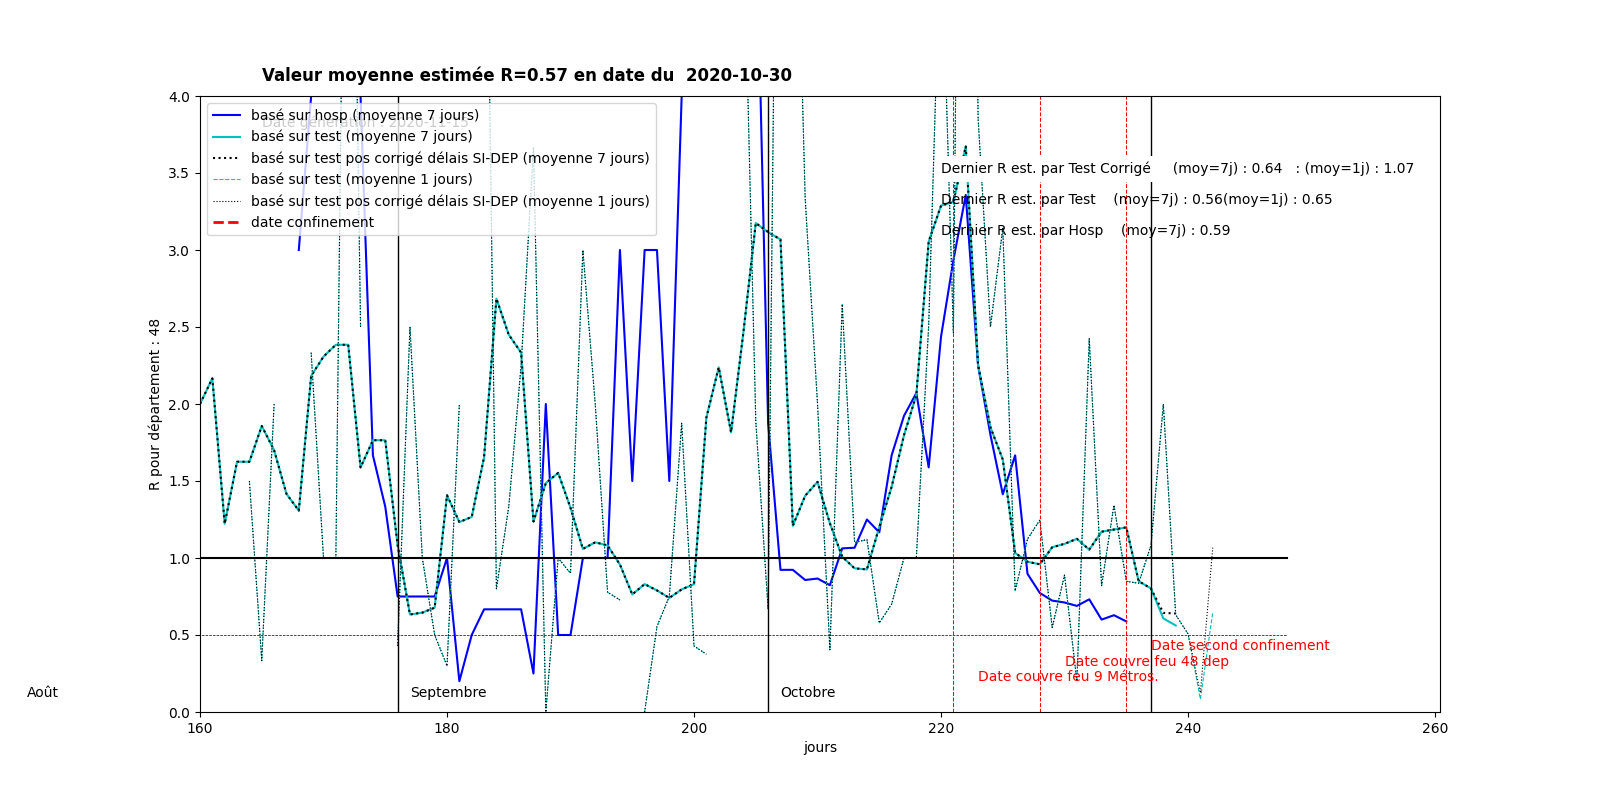 Valeur moyenne estimée R=0.57 en date du  2020-10-30
Date génération : 2020-11-15
basé sur hosp (moyenne 7 jours)
basé sur test (moyenne 7 jours)
basé sur test pos corrigé délais SI-DEP (moyenne 7 jours)
basé sur test (moyenne 1 jours)
basé sur test pos corrigé délais SI-DEP (moyenne 1 jours)
date confinement
Dernier R est. par Test Corrigé     (moy=7j) : 0.64   : (moy=1j) : 1.07
Dernier R est. par Test    (moy=7j) : 0.56(moy=1j) : 0.65
Dernier R est. par Hosp    (moy=7j) : 0.59
4.0
3.5
3.0
2.5
2.0
1.5
1.0
0.5
0.0
R pour département : 48
Date second confinement
Date couvre feu 48 dep
Date couvre feu 9 Métros.
Août
Septembre
Octobre
160
180
200
220
240
260
jours